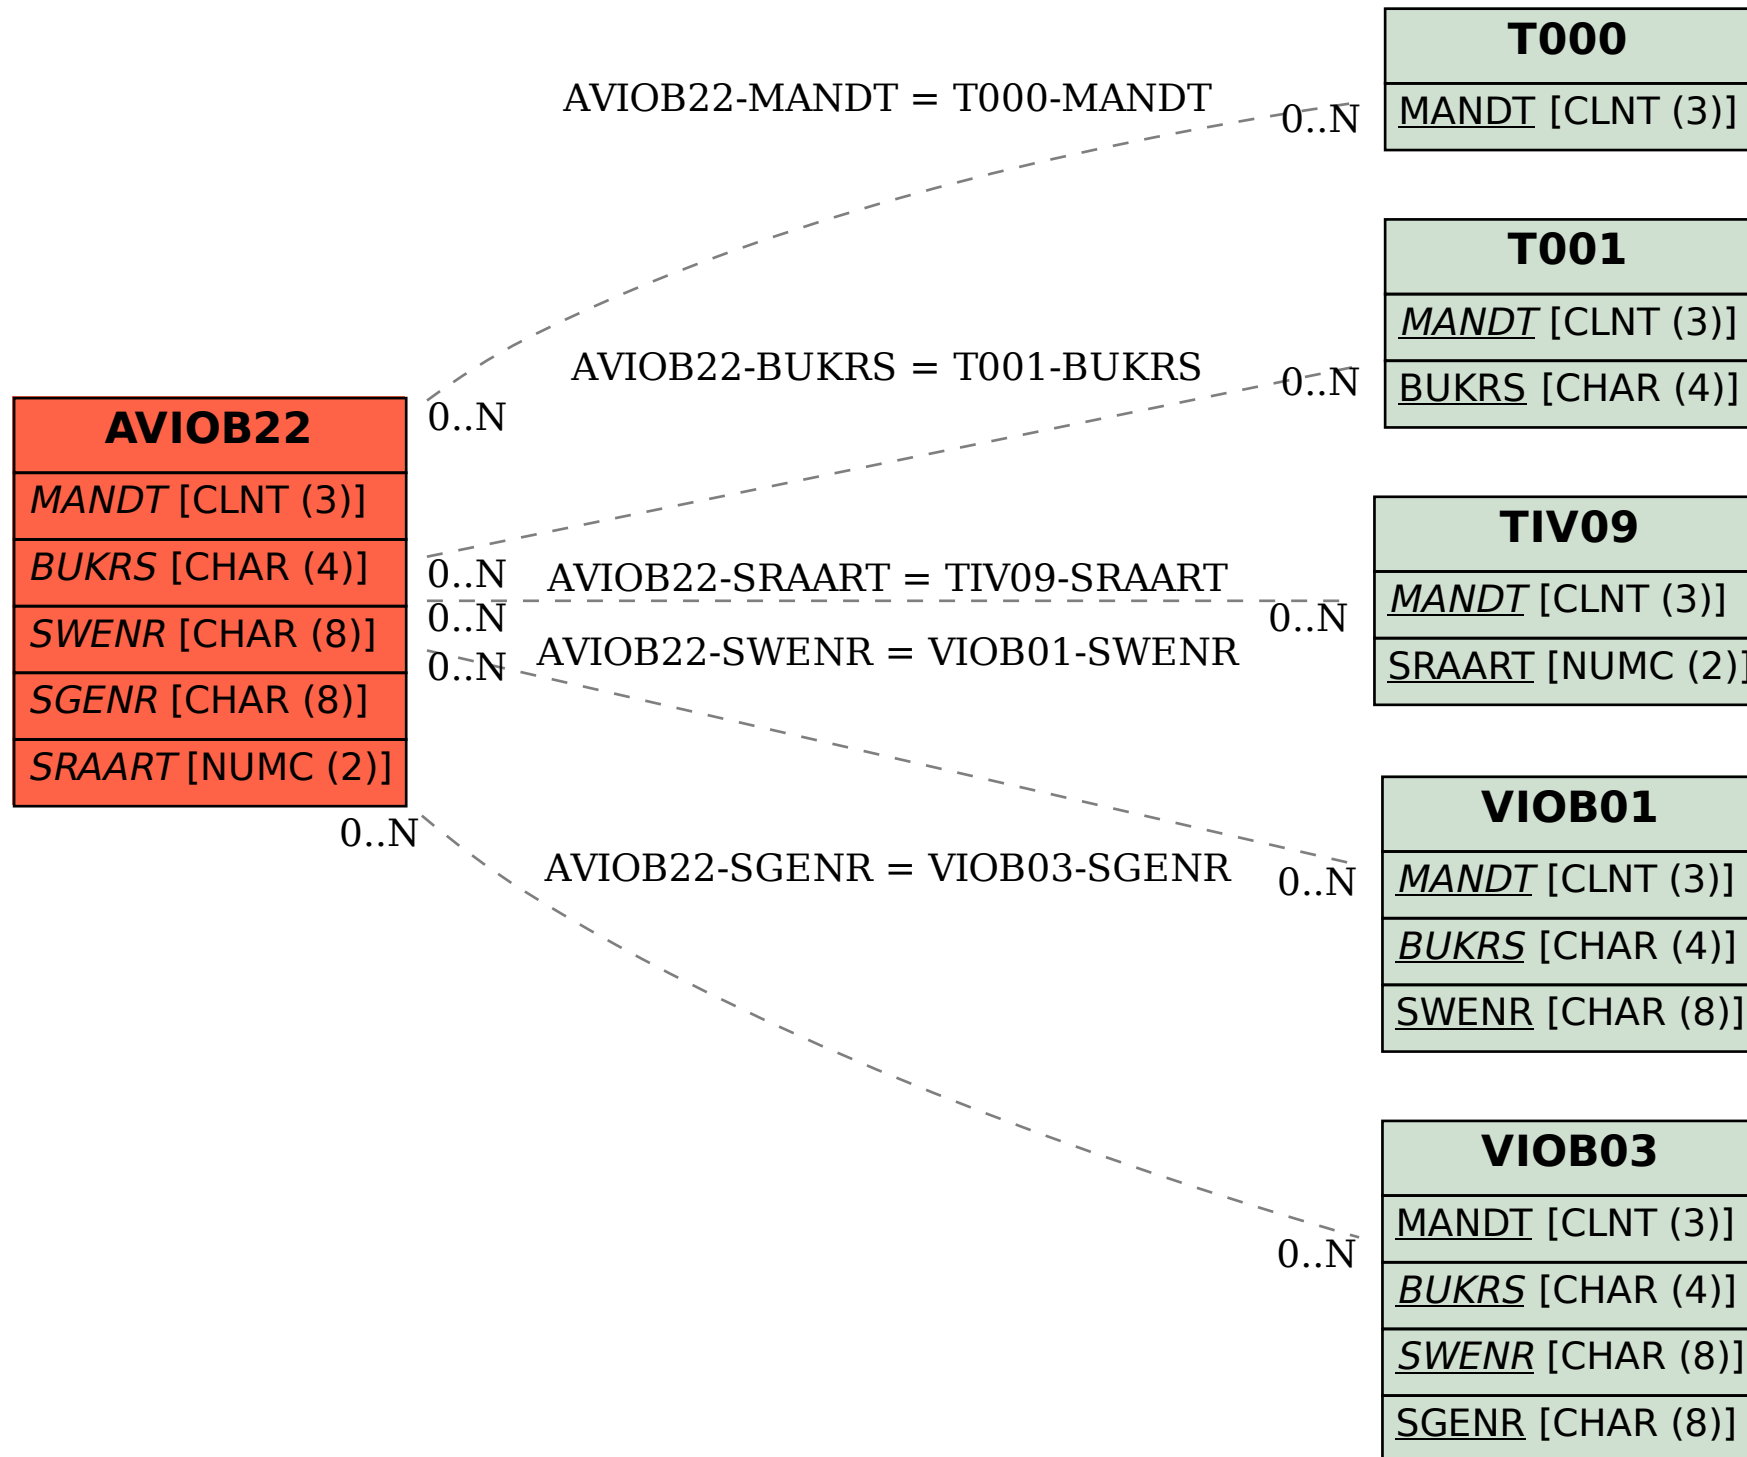 T000
MANDT [CLNT (3)]
AVIOB22-MANDT = T000-MANDT
0..N
0..N
T001
MANDT [CLNT (3)]
BUKRS [CHAR (4)]
AVIOB22-BUKRS = T001-BUKRS
0..N
0..N
AVIOB22
MANDT [CLNT (3)]
BUKRS [CHAR (4)]
SWENR [CHAR (8)]
SGENR [CHAR (8)]
SRAART [NUMC (2)]
AVIOB22-SRAART = TIV09-SRAART
0..N
0..N
TIV09
MANDT [CLNT (3)]
SRAART [NUMC (2)]
AVIOB22-SWENR = VIOB01-SWENR
0..N
0..N
VIOB01
MANDT [CLNT (3)]
BUKRS [CHAR (4)]
SWENR [CHAR (8)]
AVIOB22-SGENR = VIOB03-SGENR
0..N
0..N
VIOB03
MANDT [CLNT (3)]
BUKRS [CHAR (4)]
SWENR [CHAR (8)]
SGENR [CHAR (8)]